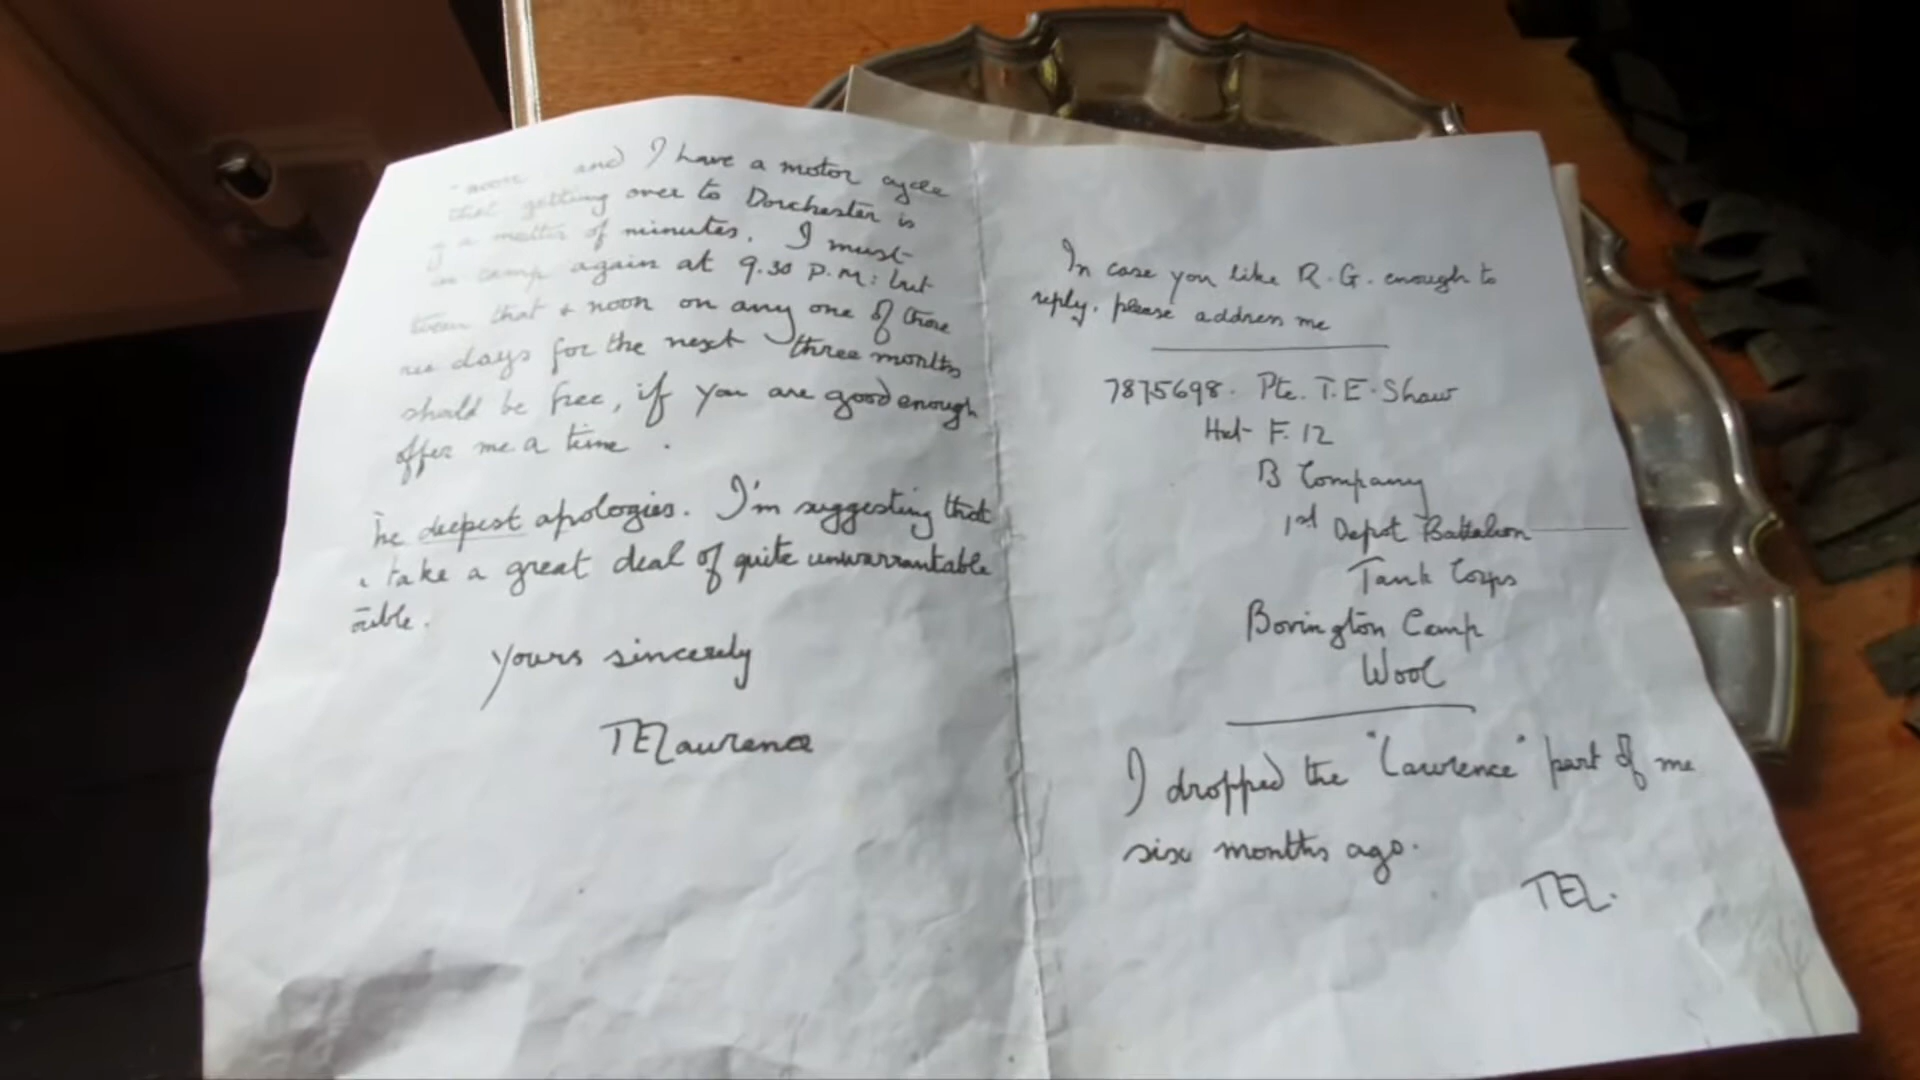 noon and I have a motor cycle
that getting over to Dorchester is
a matter of minutes. I must
in camp again at 9.30 P.M: but
that + noon on any one of those
days for the next three months
should be free, if you are good enough
offer me a time.
deepest apologies. I'm suggesting that
take a great deal of quite unwarrantable
Yours sincerely
TELawrence
In case you like R.G. enough to
reply, please address me
7875698. Pte. T.E. Shaw
Hut F. 12
B Company
1st Depot Battalion
Tank Corps
Bovington Camp
Wool
I dropped the "Lawrence" part of me
six months ago.
TEL.